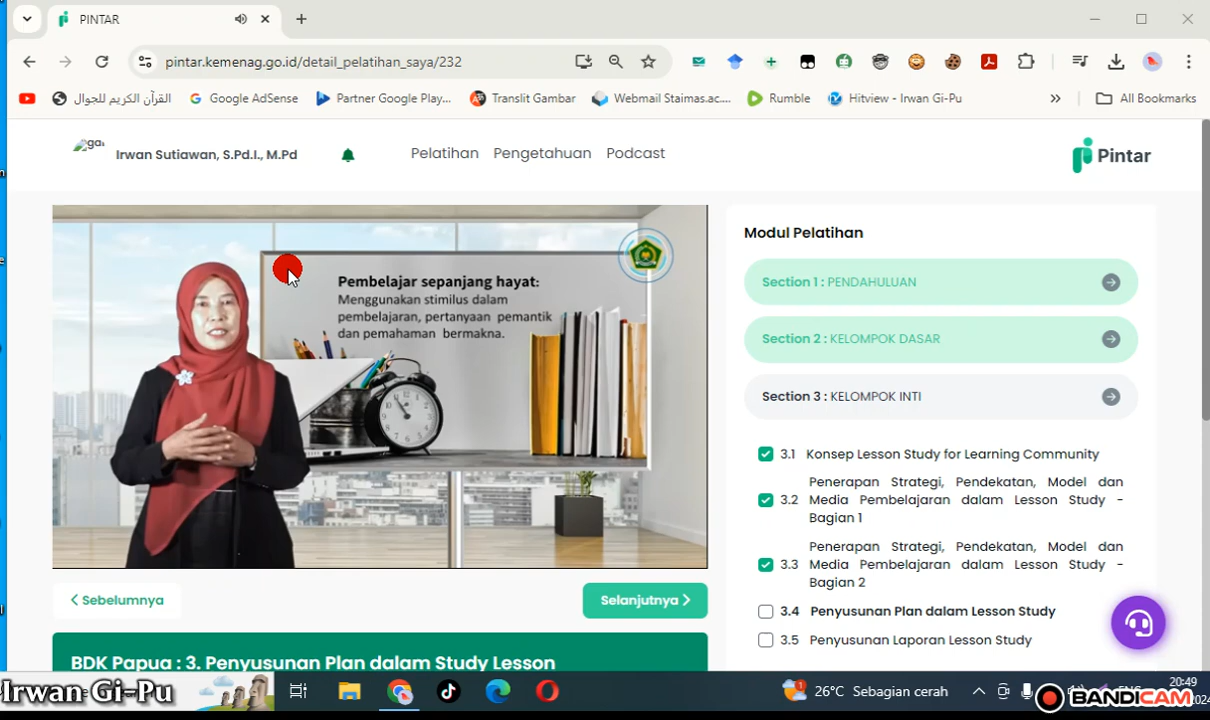 PINTAR
pintar.kemenag.go.id/detail_pelatihan_saya/232
القرآن الكريم للجوال
Google AdSense
Partner Google Play...
Translit Gambar
Webmail Staimas.ac....
Rumble
Hitview - Irwan Gi-Pu
All Bookmarks
Irwan Sutiawan, S.Pd.I., M.Pd
Pelatihan
Pengetahuan
Podcast
Pintar
Pembelajar sepanjang hayat:
Menggunakan stimulus dalam
pembelajaran, pertanyaan pemantik
dan pemahaman bermakna.
Sebelumnya
Selanjutnya
BDK Papua : 3. Penyusunan Plan dalam Study Lesson
Modul Pelatihan
Section 1 : PENDAHULUAN
Section 2 : KELOMPOK DASAR
Section 3 : KELOMPOK INTI
3.1 Konsep Lesson Study for Learning Community
Penerapan Strategi, Pendekatan, Model dan
3.2 Media Pembelajaran dalam Lesson Study -
Bagian 1
Penerapan Strategi, Pendekatan, Model dan
3.3 Media Pembelajaran dalam Lesson Study -
Bagian 2
3.4 Penyusunan Plan dalam Lesson Study
3.5 Penyusunan Laporan Lesson Study
Irwan Gi-Pu
26°C Sebagian cerah
20:49
BANDICAM